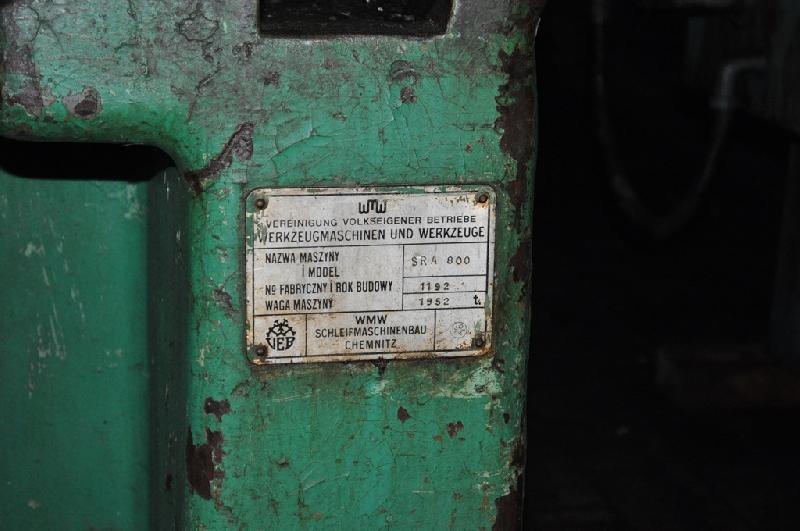 WMW
VEREINIGUNG VOLKSEIGENER BETRIEBE
WERKZEUGMASCHINEN UND WERKZEUGE
NAZWA MASZYNY
I MODEL
SRA 800
Nº FABRYCZNY I ROK BUDOWY
1192
WAGA MASZYNY
1952 t.
VEB
WMW
SCHLEIFMASCHINENBAU
CHEMNITZ